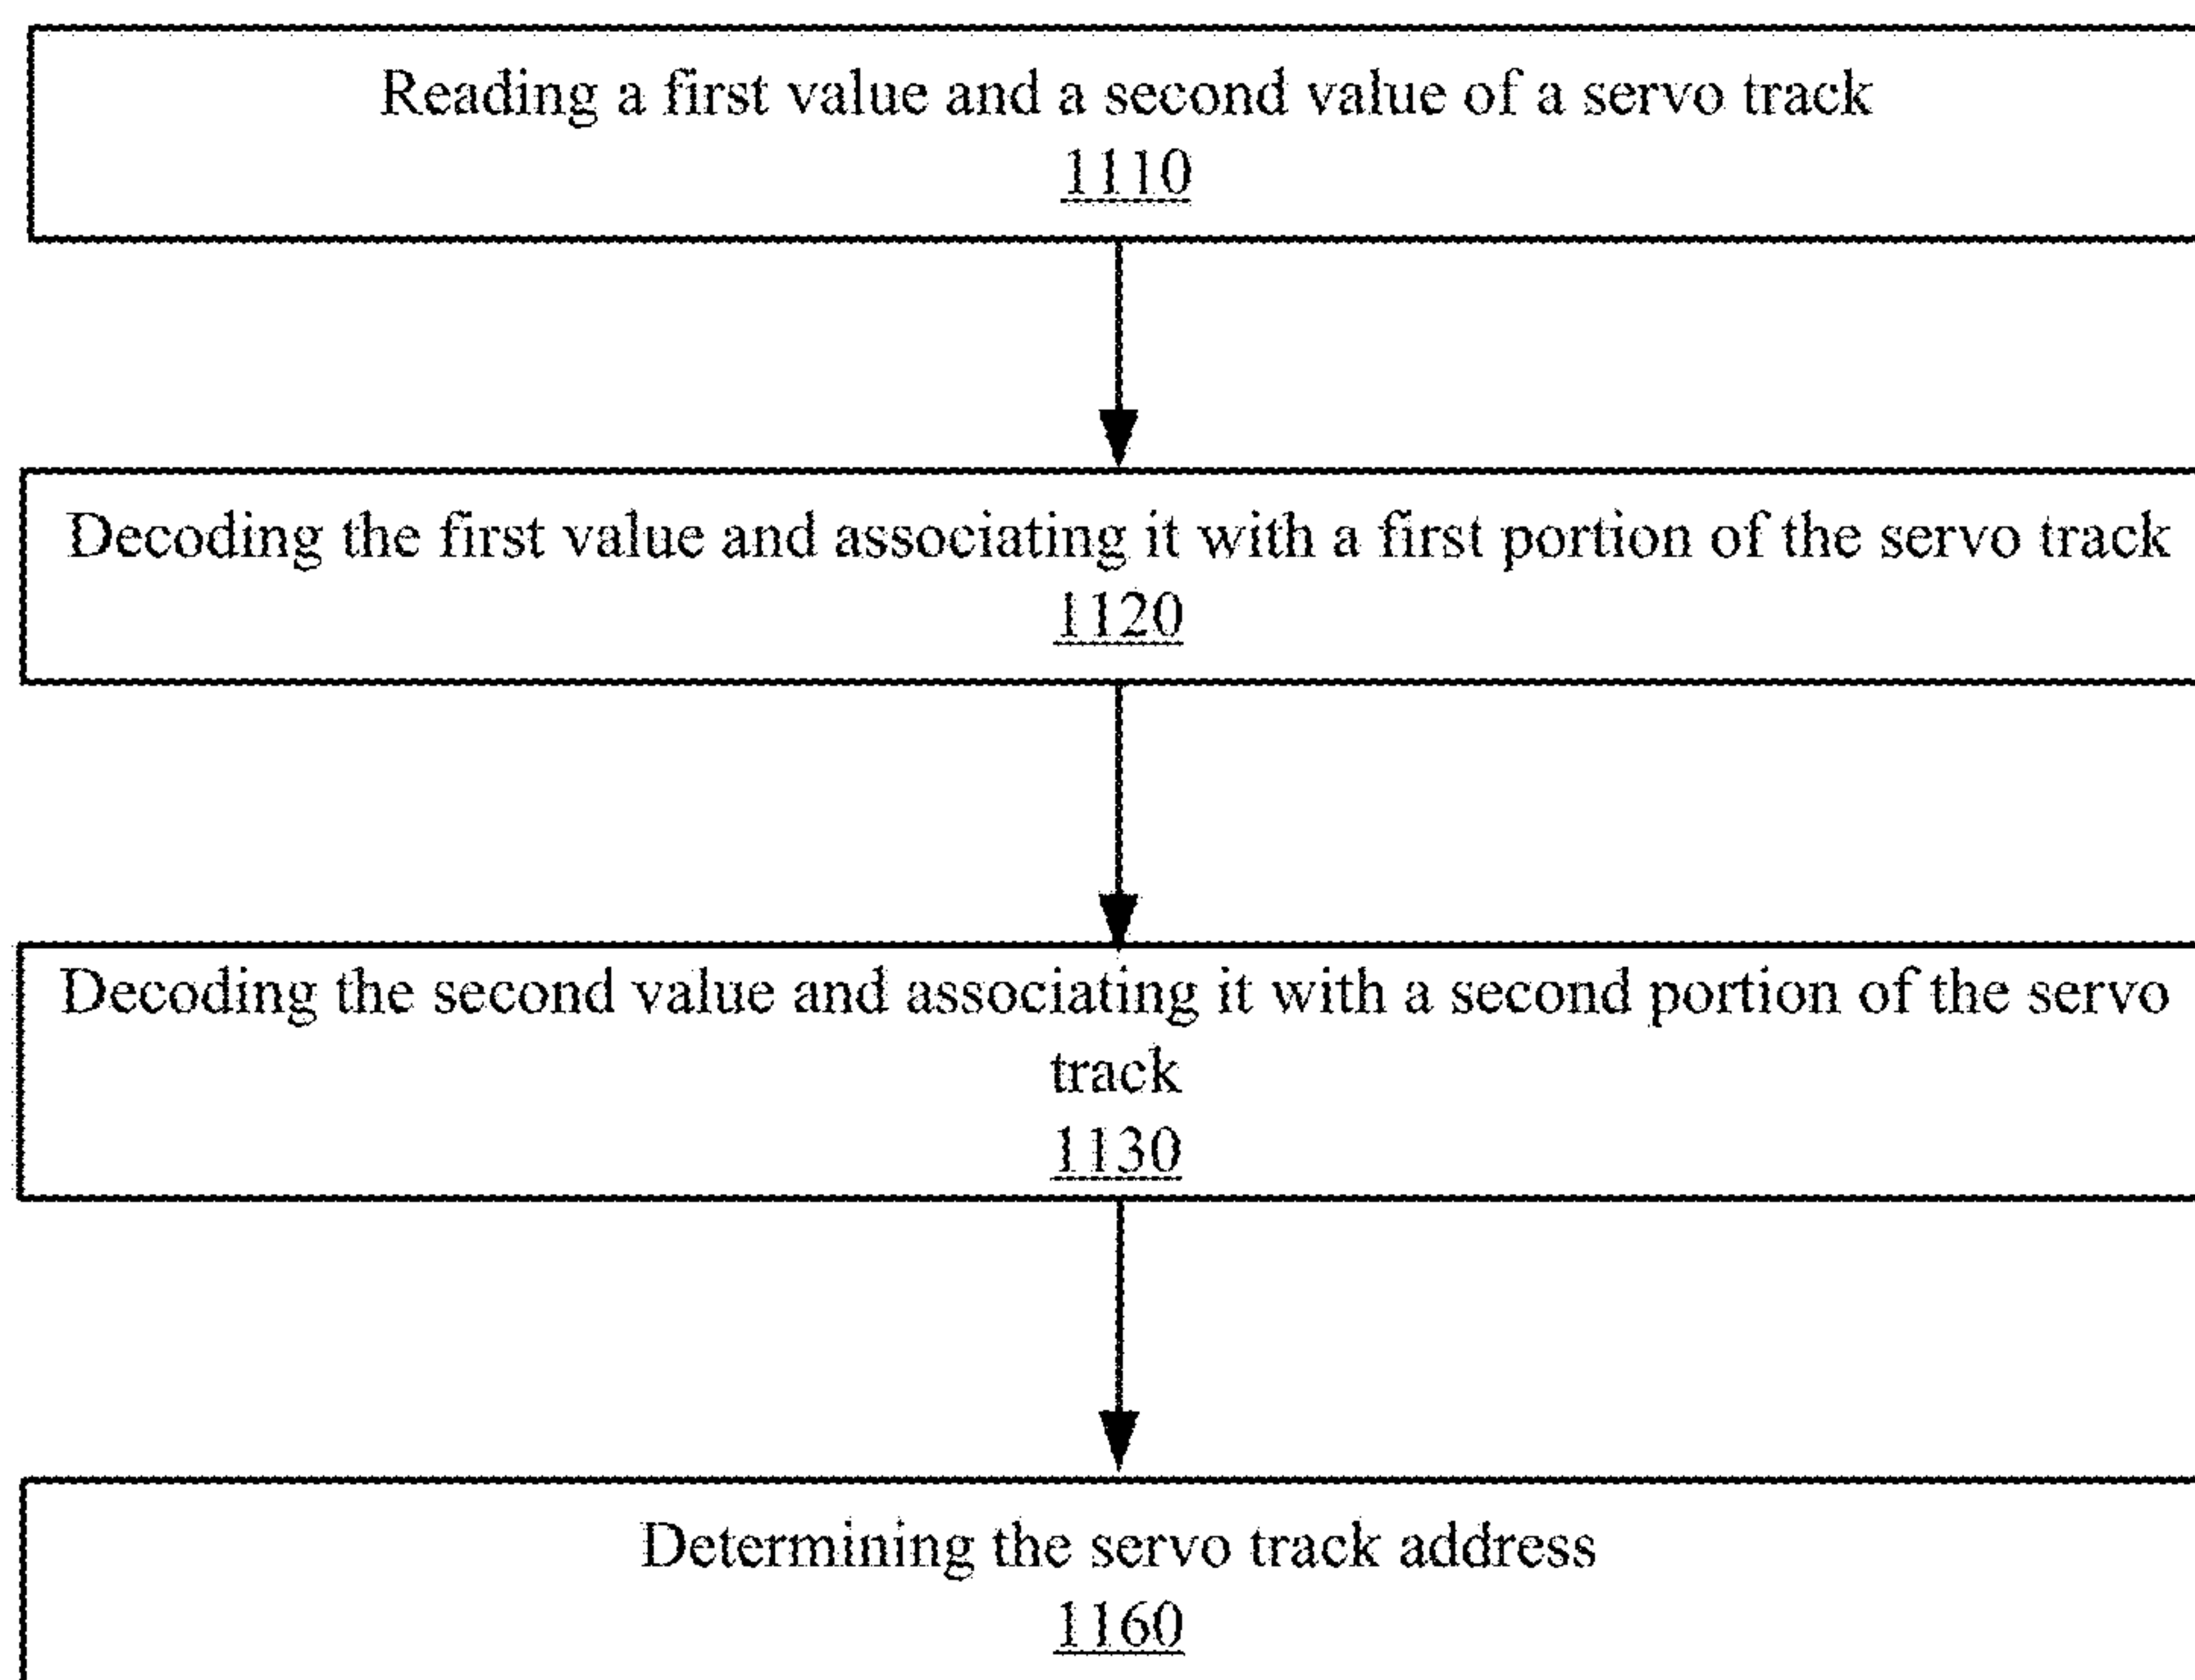 Reading a first value and a second value of a servo track
1110
Decoding the first value and associating it with a first portion of the servo track
1120
Decoding the second value and associating it with a second portion of the servo
track
1130
Determining the servo track address
1160